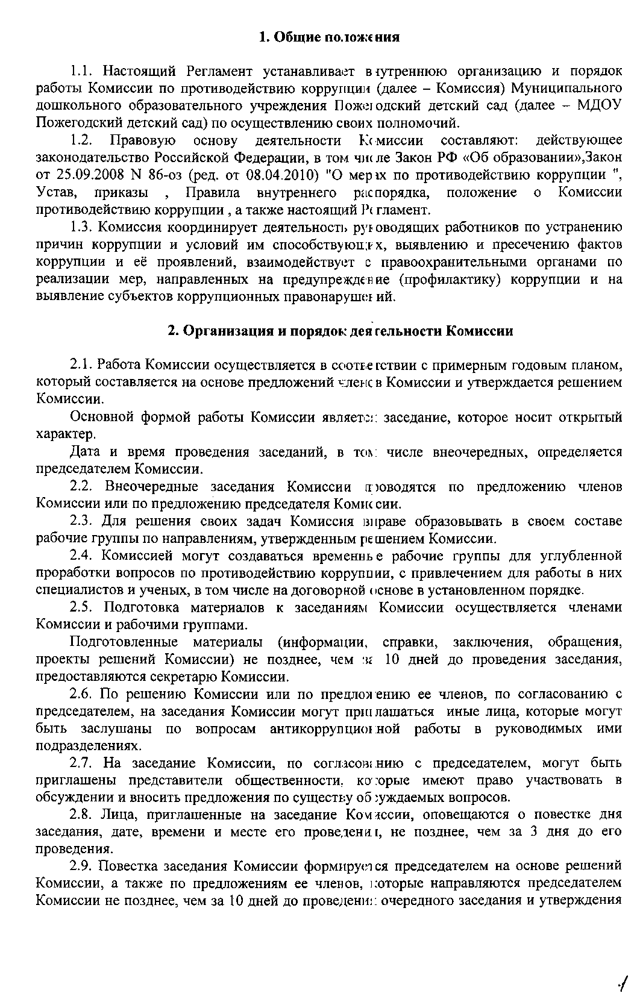 1. Общие положения
1.1. Настоящий Регламент устанавливает внутреннюю организацию и порядок
работы Комиссии по противодействию коррупции (далее – Комиссия) Муниципального
дошкольного образовательного учреждения Пожегодский детский сад (далее – МДОУ
Пожегодский детский сад) по осуществлению своих полномочий.
1.2. Правовую основу деятельности Комиссии составляют: действующее
законодательство Российской Федерации, в том числе Закон РФ «Об образовании»,Закон
от 25.09.2008 N 86-оз (ред. от 08.04.2010) "О мерах по противодействию коррупции ",
Устав, приказы , Правила внутреннего распорядка, положение о Комиссии
противодействию коррупции , а также настоящий Регламент.
1.3. Комиссия координирует деятельность руководящих работников по устранению
причин коррупции и условий им способствующих, выявлению и пресечению фактов
коррупции и её проявлений, взаимодействует с правоохранительными органами по
реализации мер, направленных на предупреждение (профилактику) коррупции и на
выявление субъектов коррупционных правонарушений.
2. Организация и порядок деятельности Комиссии
2.1. Работа Комиссии осуществляется в соответствии с примерным годовым планом,
который составляется на основе предложений членов Комиссии и утверждается решением
Комиссии.
Основной формой работы Комиссии является заседание, которое носит открытый
характер.
Дата и время проведения заседаний, в том числе внеочередных, определяется
председателем Комиссии.
2.2. Внеочередные заседания Комиссии проводятся по предложению членов
Комиссии или по предложению председателя Комиссии.
2.3. Для решения своих задач Комиссия вправе образовывать в своем составе
рабочие группы по направлениям, утвержденным решением Комиссии.
2.4. Комиссией могут создаваться временные рабочие группы для углубленной
проработки вопросов по противодействию коррупции, с привлечением для работы в них
специалистов и ученых, в том числе на договорной основе в установленном порядке.
2.5. Подготовка материалов к заседаниям Комиссии осуществляется членами
Комиссии и рабочими группами.
Подготовленные материалы (информации, справки, заключения, обращения,
проекты решений Комиссии) не позднее, чем за 10 дней до проведения заседания,
предоставляются секретарю Комиссии.
2.6. По решению Комиссии или по предложению ее членов, по согласованию с
председателем, на заседания Комиссии могут приглашаться иные лица, которые могут
быть заслушаны по вопросам антикоррупционной работы в руководимых ими
подразделениях.
2.7. На заседание Комиссии, по согласованию с председателем, могут быть
приглашены представители общественности, которые имеют право участвовать в
обсуждении и вносить предложения по существу обсуждаемых вопросов.
2.8. Лица, приглашенные на заседание Комиссии, оповещаются о повестке дня
заседания, дате, времени и месте его проведения, не позднее, чем за 3 дня до его
проведения.
2.9. Повестка заседания Комиссии формируется председателем на основе решений
Комиссии, а также по предложениям ее членов, которые направляются председателем
Комиссии не позднее, чем за 10 дней до проведения очередного заседания и утверждения